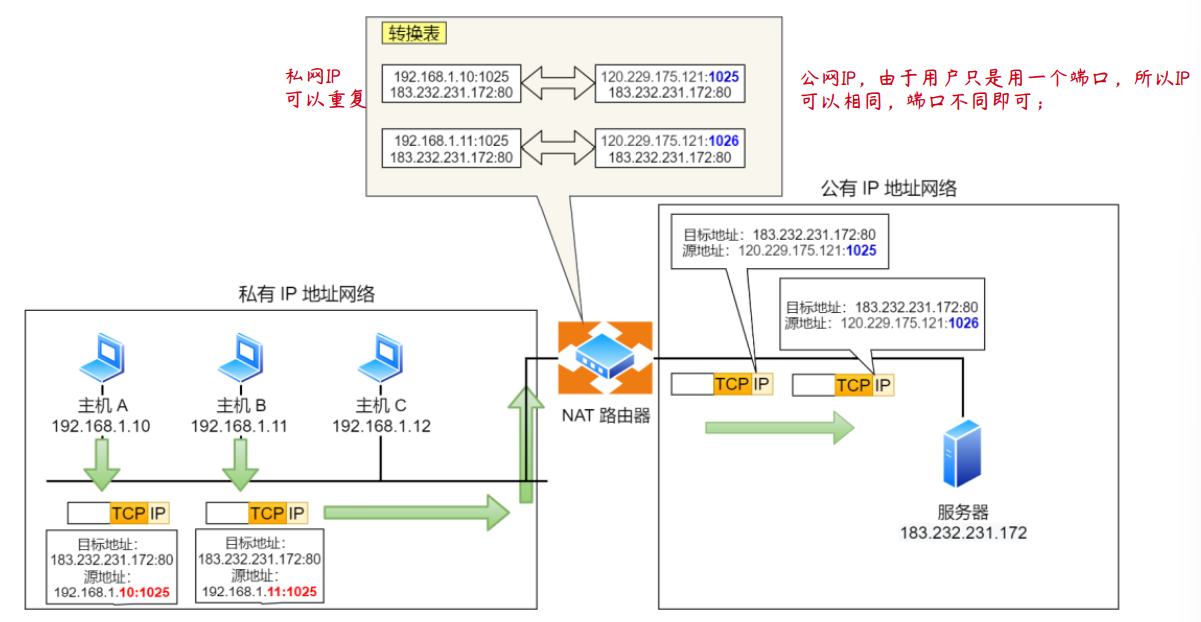 转换表
私网IP
可以重复
192.168.1.10:1025
183.232.231.172:80
120.229.175.121:1025
183.232.231.172:80
公网IP，由于用户只是用一个端口，所以IP
可以相同，端口不同即可；
192.168.1.11:1025
183.232.231.172:80
120.229.175.121:1026
183.232.231.172:80
公有 IP 地址网络
目标地址：183.232.231.172:80
源地址：120.229.175.121:1025
目标地址：183.232.231.172:80
源地址：120.229.175.121:1026
私有 IP 地址网络
主机 A
192.168.1.10
主机 B
192.168.1.11
主机 C
192.168.1.12
NAT 路由器
TCP IP
TCP IP
服务器
183.232.231.172
TCP IP
TCP IP
目标地址：
183.232.231.172:80
源地址：
192.168.1.10:1025
目标地址：
183.232.231.172:80
源地址：
192.168.1.11:1025